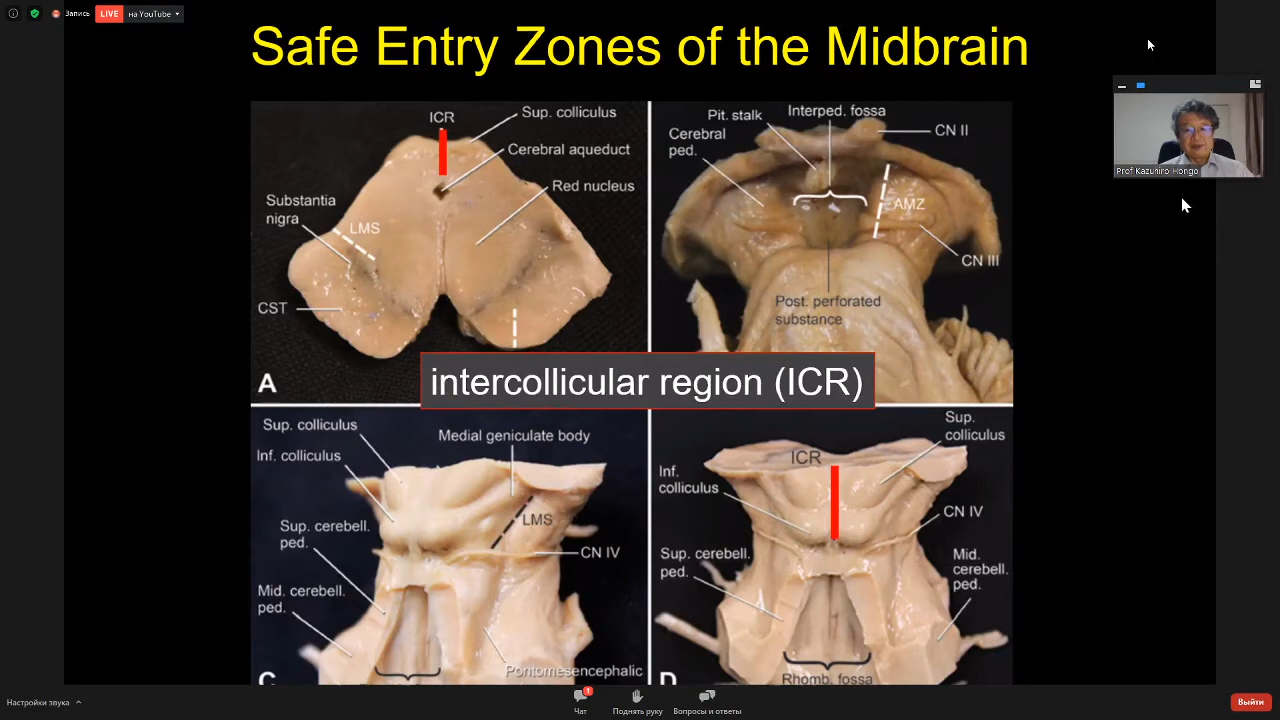 Запись
LIVE
на YouTube
Safe Entry Zones of the Midbrain
Prof Kazuhiro Hongo
ICR
Sup. colliculus
Cerebral aqueduct
Red nucleus
Substantia
nigra
LMS
CST
A
Pit. stalk
Interped. fossa
CN II
Cerebral
ped.
AMZ
CN III
Post. perforated
substance
intercollicular region (ICR)
Sup. colliculus
Medial geniculate body
Inf. colliculus
LMS
Sup. cerebell.
ped.
CN IV
Mid. cerebell.
ped.
Pontomesencephalic
C
Sup.
colliculus
ICR
Inf.
colliculus
CN IV
Sup. cerebell.
ped.
Mid.
cerebell.
ped.
Rhomb. fossa
D
Настройки звука
1
Чат
Поднять руку
Вопросы и ответы
Выйти